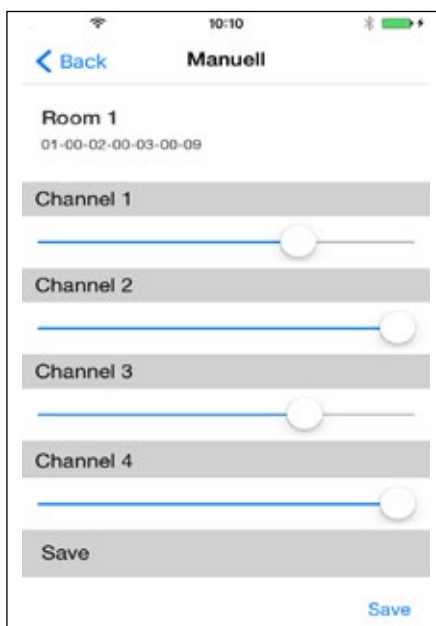 10:10
Back Manuell
Room 1
01-00-02-00-03-00-09
Channel 1
Channel 2
Channel 3
Channel 4
Save
Save